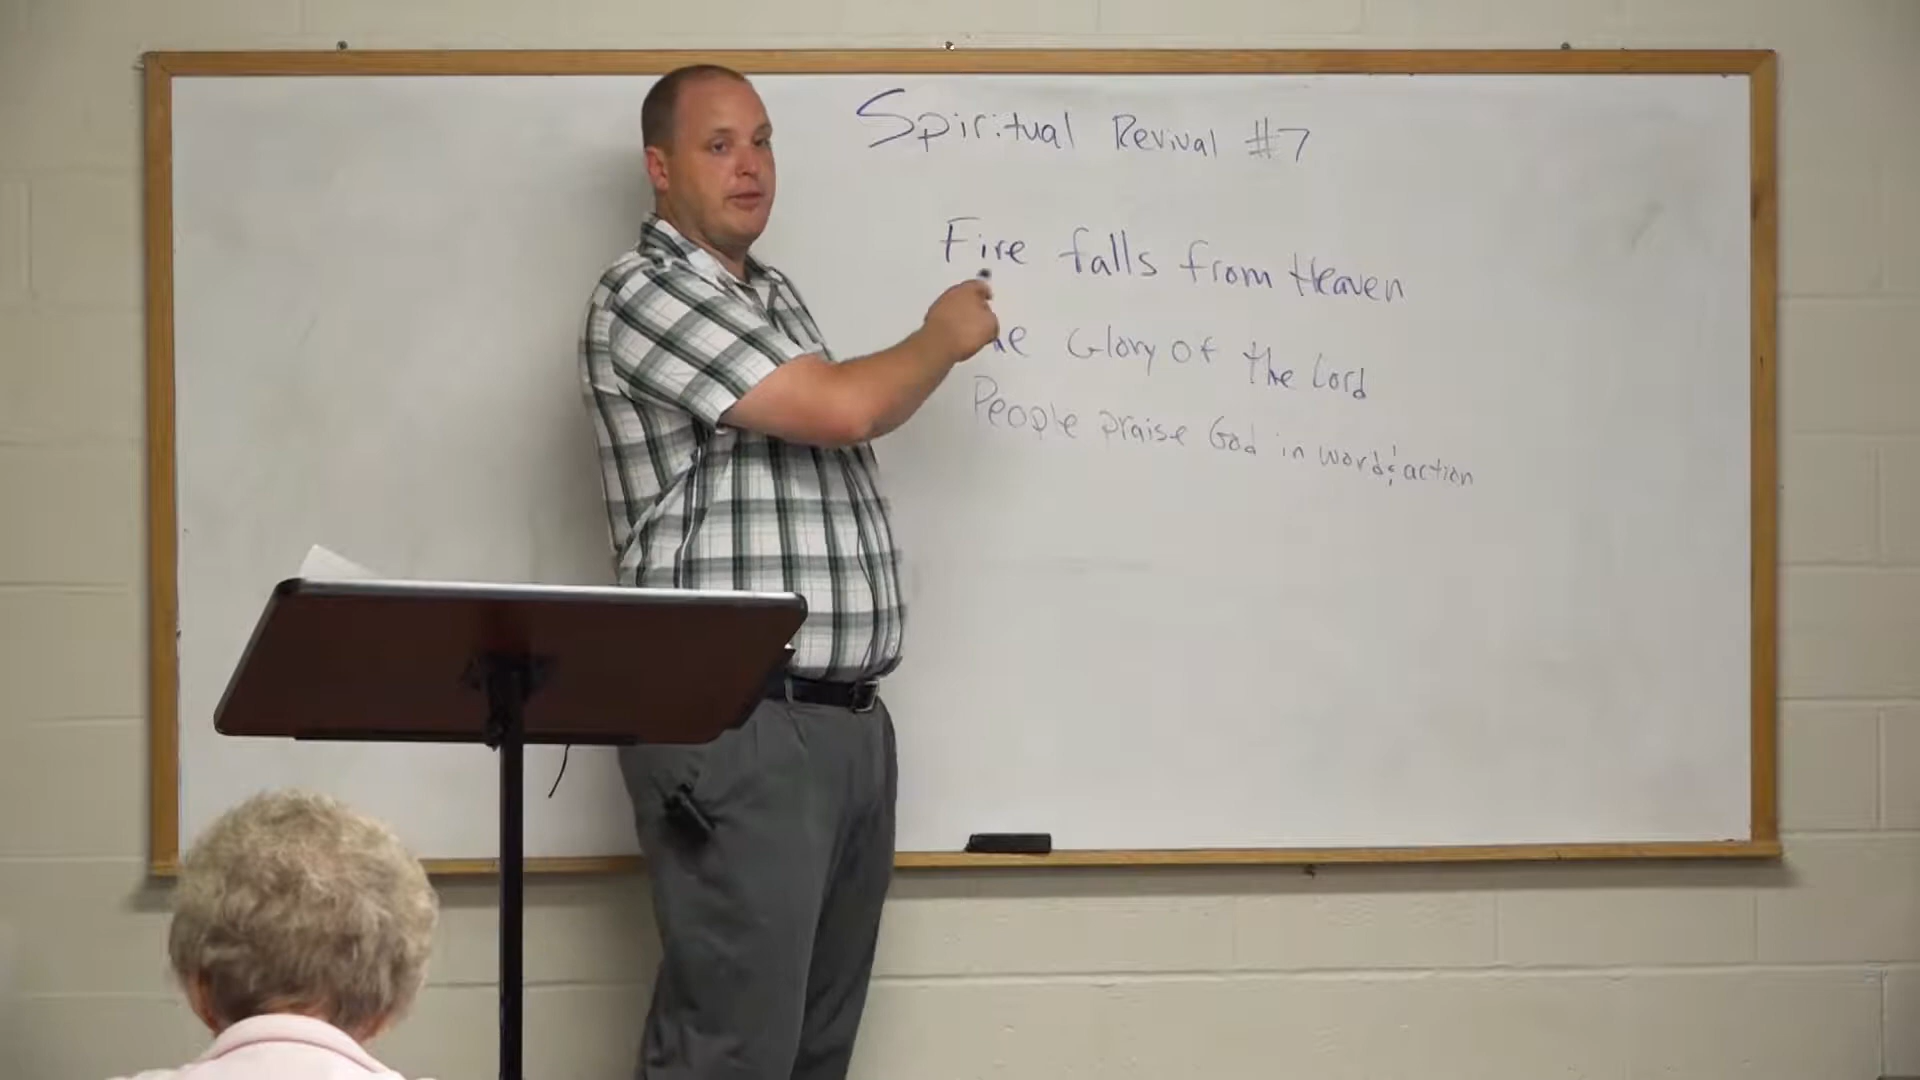 Spiritual Revival #7
Fire falls from Heaven
Glory of the Lord
People praise God in word & action